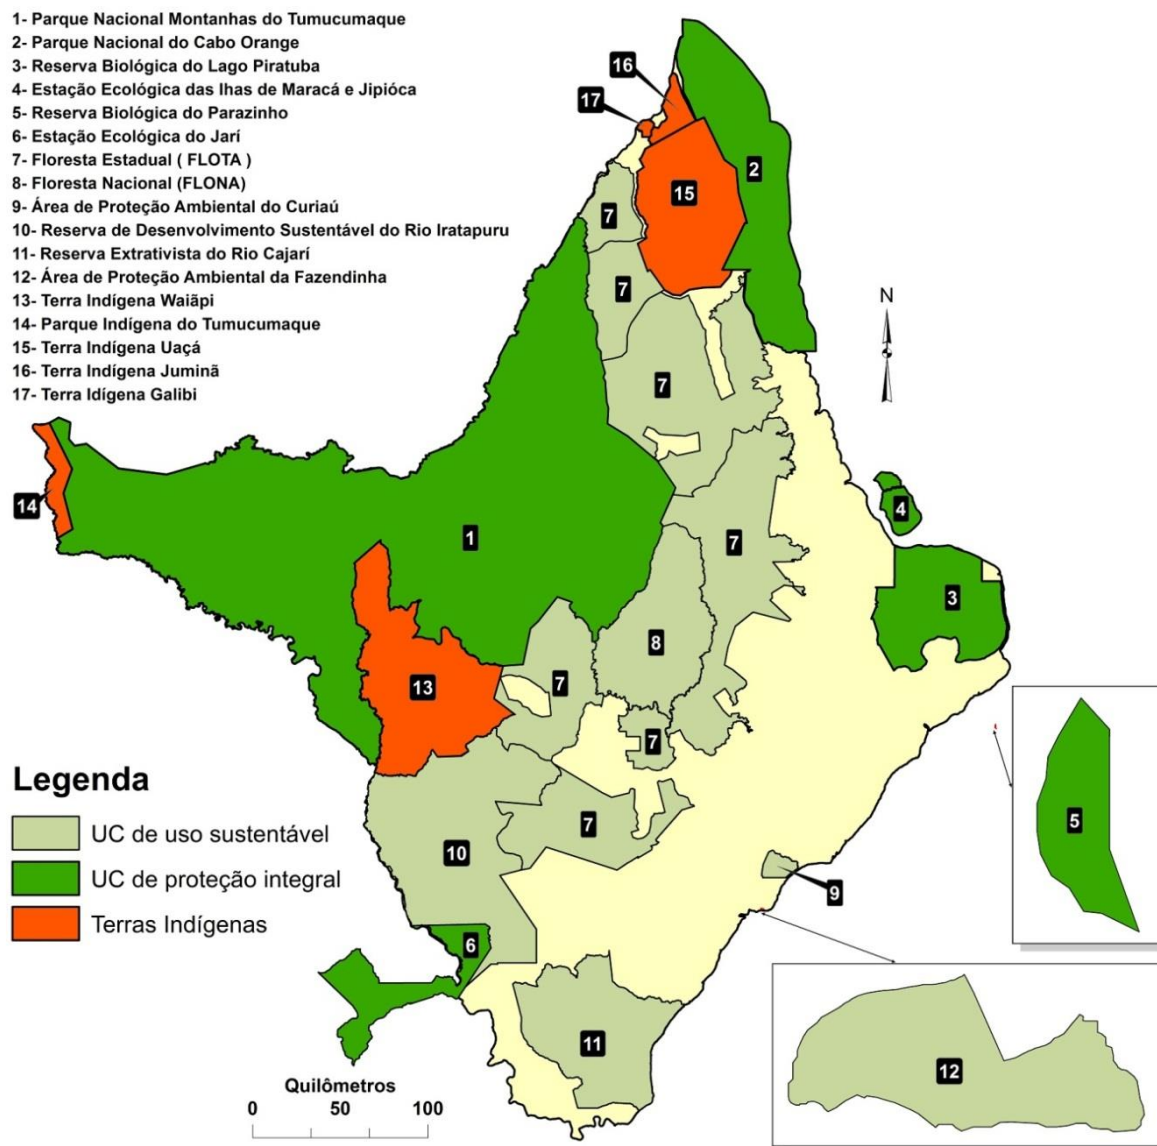 1- Parque Nacional Montanhas do Tumucumaque
2- Parque Nacional do Cabo Orange
3- Reserva Biológica do Lago Piratuba
4- Estação Ecológica das Ihas de Maracá e Jipióca
5- Reserva Biológica do Parazinho
6- Estação Ecológica do Jarí
7- Floresta Estadual ( FLOTA )
8- Floresta Nacional (FLONA)
9- Área de Proteção Ambiental do Curiaú
10- Reserva de Desenvolvimento Sustentável do Rio Iratapuru
11- Reserva Extrativista do Rio Cajarí
12- Área de Proteção Ambiental da Fazendinha
13- Terra Indígena Waiãpi
14- Parque Indígena do Tumucumaque
15- Terra Indígena Uaçá
16- Terra Indígena Juminã
17- Terra Idígena Galibi
16
17
2
15
7
7
N
7
14
4
1
7
3
8
13
7
7
5
7
10
9
6
11
12
Legenda
UC de uso sustentável
UC de proteção integral
Terras Indígenas
Quilômetros
0 50 100